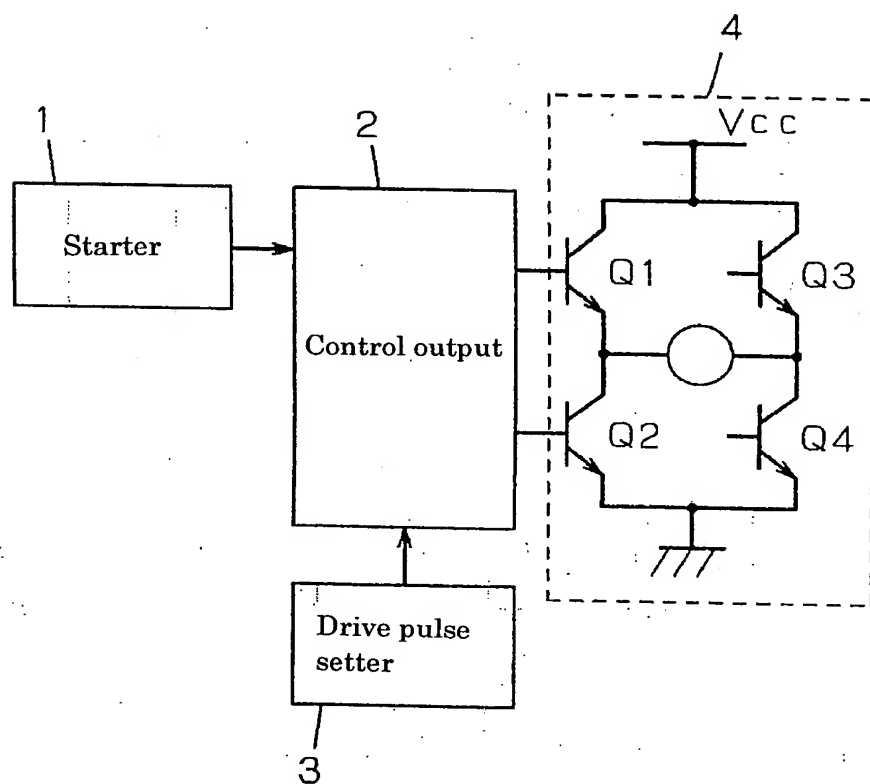 4
Vcc
1
2
Starter
Q1
Q3
Control output
Q2
Q4
Drive pulse
setter
3